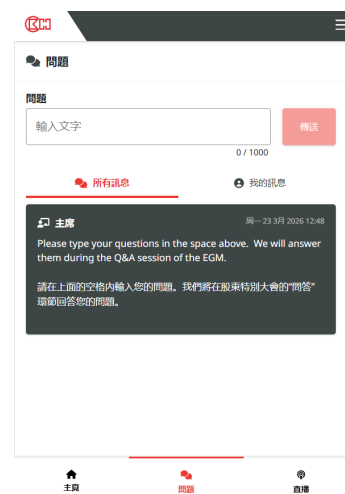 CKH
問題
問題
輸入文字
傳送
0 / 1000
所有訊息
我的訊息
主席
周一 23 3月 2026 12:48
Please type your questions in the space above. We will answer
them during the Q&A session of the EGM.
請在上面的空格內輸入您的問題。我們將在股東特別大會的“問答”
環節回答您的問題。
主頁
問題
直播